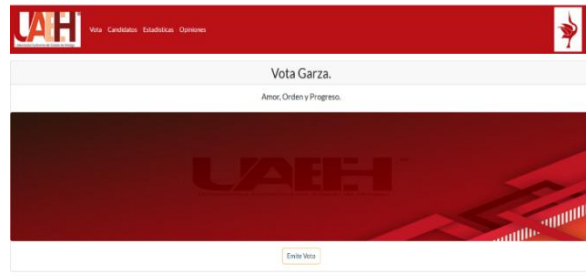 UAEH
Vota Candidatos Estadísticas Opiniones
Vota Garza.
Amor, Orden y Progreso.
UAEH
Emite Voto